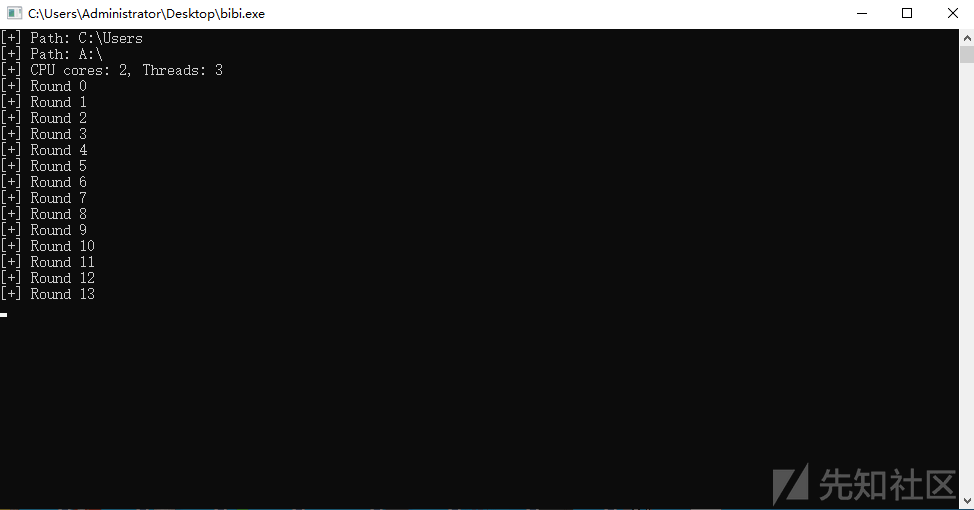 C:\Users\Administrator\Desktop\bibi.exe
[+] Path: C:\Users
[+] Path: A:\
[+] CPU cores: 2, Threads: 3
[+] Round 0
[+] Round 1
[+] Round 2
[+] Round 3
[+] Round 4
[+] Round 5
[+] Round 6
[+] Round 7
[+] Round 8
[+] Round 9
[+] Round 10
[+] Round 11
[+] Round 12
[+] Round 13
先知社区